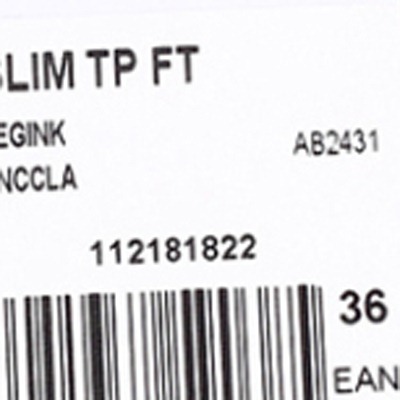 SLIM TP FT
EGINK
AB2431
NCCLA
112181822
36
EAN